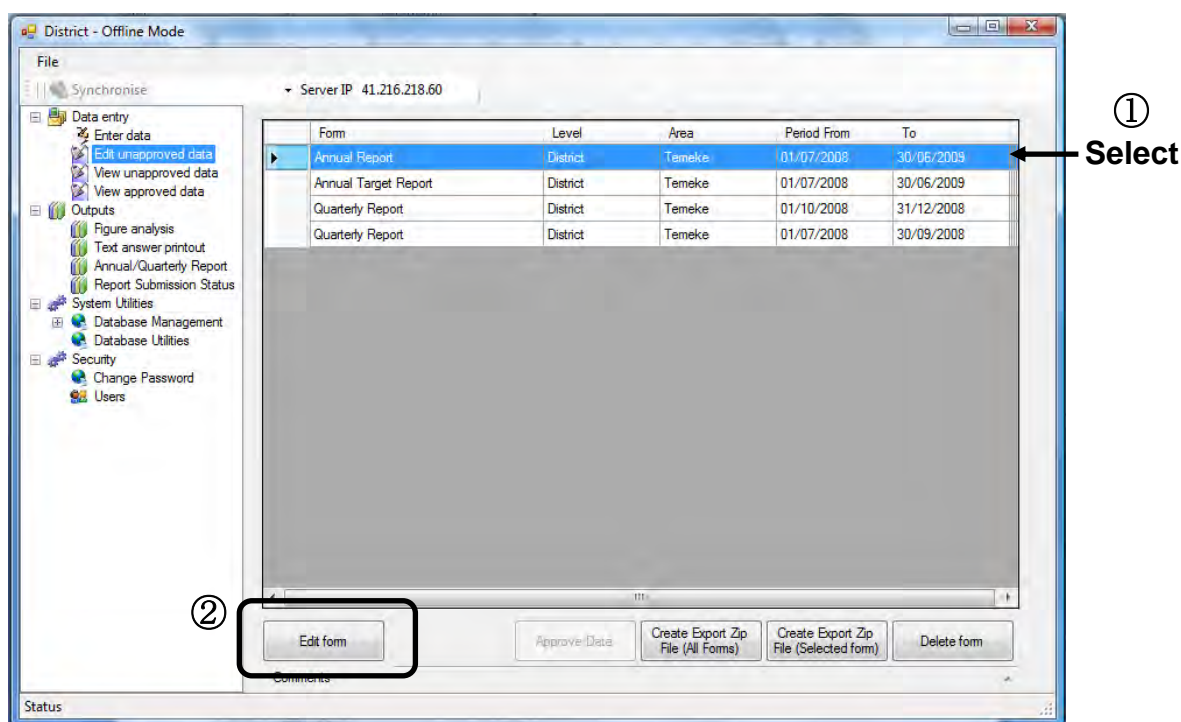 District - Offline Mode
File
Synchronise
Server IP 41.216.218.60
Data entry
Enter data
Edit unapproved data
View unapproved data
View approved data
Outputs
Figure analysis
Text answer printout
Annual/Quarterly Report
Report Submission Status
System Utilities
Database Management
Database Utilities
Security
Change Password
Users
Form Level Area Period From To
Annual Report District Temeke 01/07/2008 30/06/2009
Annual Target Report District Temeke 01/07/2008 30/06/2009
Quarterly Report District Temeke 01/10/2008 31/12/2008
Quarterly Report District Temeke 01/07/2008 30/09/2008
①
Select
②
Edit form
Approve Data
Create Export Zip
File (All Forms)
Create Export Zip
File (Selected form)
Delete form
Comments
Status